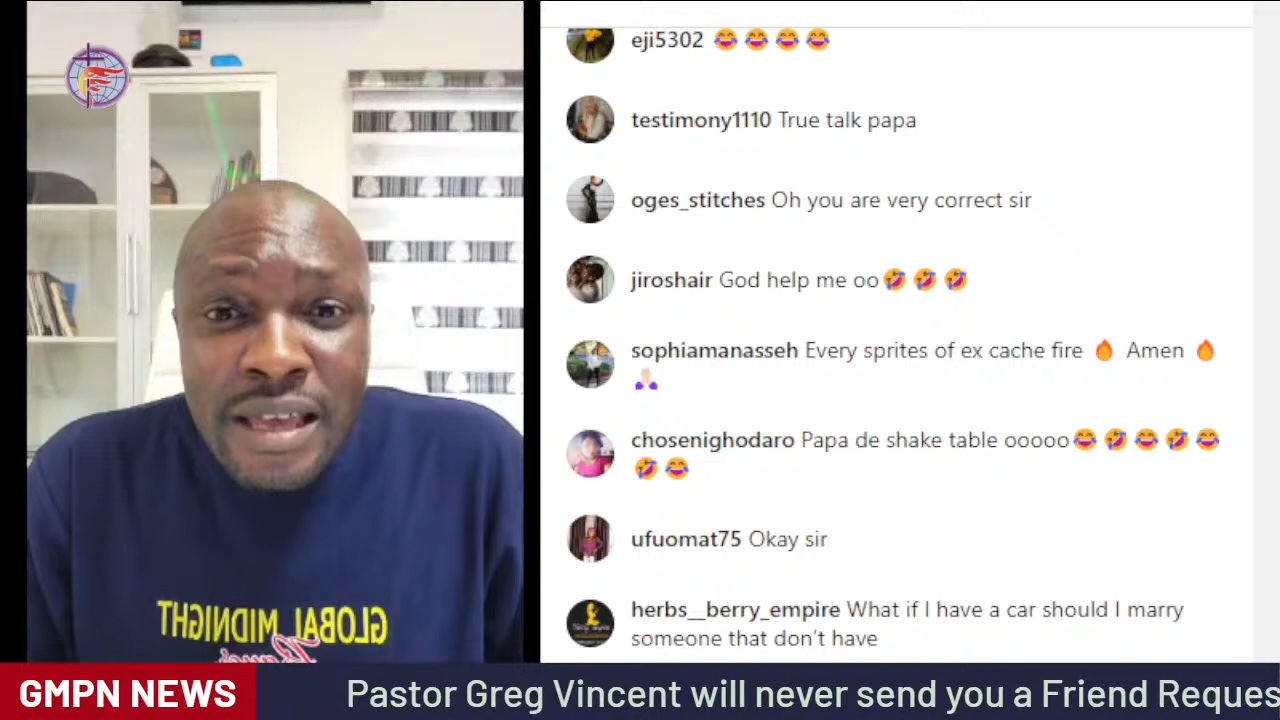 eji5302 😂 😂 😂 😂
testimony1110 True talk papa
oges_stitches Oh you are very correct sir
jiroshair God help me oo🤣 🤣 🤣
sophiamanasseh Every sprites of ex cache fire 🔥 Amen 🔥
🙏🏻
chosenighodaro Papa de shake table ooooo😂 🤣 😂 🤣 😂
🤣 😂
ufuomat75 Okay sir
herbs__berry_empire What if I have a car should I marry
someone that don't have
GLOBAL MIDNIGHT
GMPN NEWS
Pastor Greg Vincent will never send you a Friend Reques